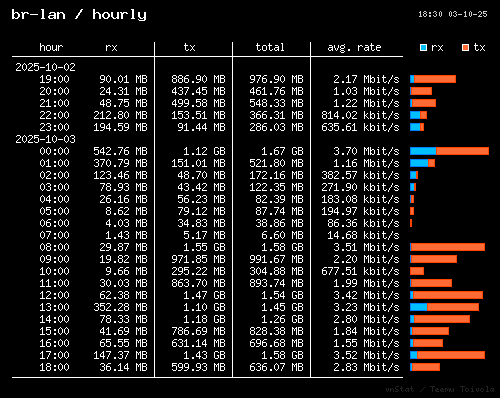 br-lan / hourly 18:30 03-10-25
hour rx tx total avg. rate rx tx
2025-10-02
19:00 90.01 MB 886.90 MB 976.90 MB 2.17 Mbit/s
20:00 24.31 MB 437.45 MB 461.76 MB 1.03 Mbit/s
21:00 48.75 MB 499.58 MB 548.33 MB 1.22 Mbit/s
22:00 212.80 MB 153.51 MB 366.31 MB 814.02 kbit/s
23:00 194.59 MB 91.44 MB 286.03 MB 635.61 kbit/s
2025-10-03
00:00 542.76 MB 1.12 GB 1.67 GB 3.70 Mbit/s
01:00 370.79 MB 151.01 MB 521.80 MB 1.16 Mbit/s
02:00 123.46 MB 48.70 MB 172.16 MB 382.57 kbit/s
03:00 78.93 MB 43.42 MB 122.35 MB 271.90 kbit/s
04:00 26.16 MB 56.23 MB 82.39 MB 183.08 kbit/s
05:00 8.62 MB 79.12 MB 87.74 MB 194.97 kbit/s
06:00 4.03 MB 34.83 MB 38.86 MB 86.36 kbit/s
07:00 1.43 MB 5.17 MB 6.60 MB 14.68 kbit/s
08:00 29.87 MB 1.55 GB 1.58 GB 3.51 Mbit/s
09:00 19.82 MB 971.85 MB 991.67 MB 2.20 Mbit/s
10:00 9.66 MB 295.22 MB 304.88 MB 677.51 kbit/s
11:00 30.03 MB 863.70 MB 893.74 MB 1.99 Mbit/s
12:00 62.38 MB 1.47 GB 1.54 GB 3.42 Mbit/s
13:00 352.28 MB 1.10 GB 1.45 GB 3.23 Mbit/s
14:00 78.33 MB 1.18 GB 1.26 GB 2.80 Mbit/s
15:00 41.69 MB 786.69 MB 828.38 MB 1.84 Mbit/s
16:00 65.55 MB 631.14 MB 696.68 MB 1.55 Mbit/s
17:00 147.37 MB 1.43 GB 1.58 GB 3.52 Mbit/s
18:00 36.14 MB 599.93 MB 636.07 MB 2.83 Mbit/s
vnStat / Teemu Toivola